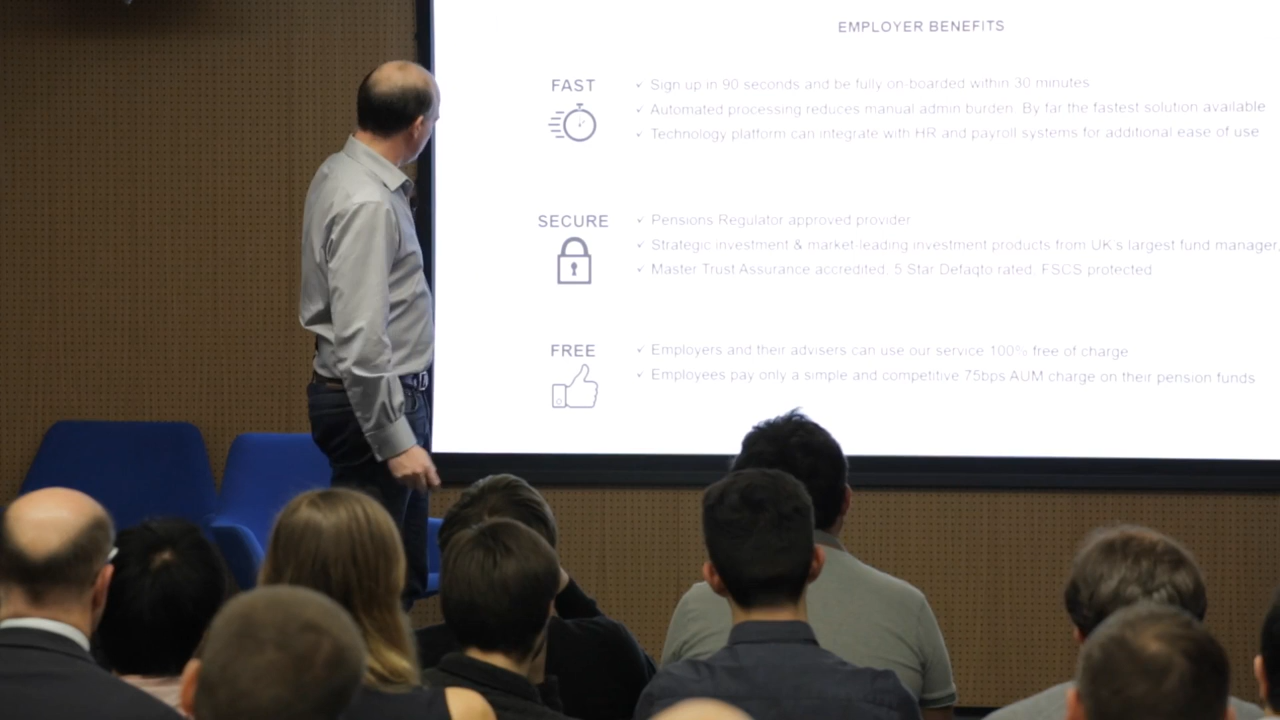 EMPLOYER BENEFITS
FAST
Sign up in 90 seconds and be fully on-boarded within 30 minutes
Automated processing reduces manual admin burden. By far the fastest solution available
Technology platform can integrate with HR and payroll systems for additional ease of use
SECURE
Pensions Regulator approved provider
Strategic investment & market-leading investment products from UK's largest fund manager,
Master Trust Assurance accredited. 5 Star Defaqto rated. FSCS protected
FREE
Employers and their advisers can use our service 100% free of charge
Employees pay only a simple and competitive 75bps AUM charge on their pension funds